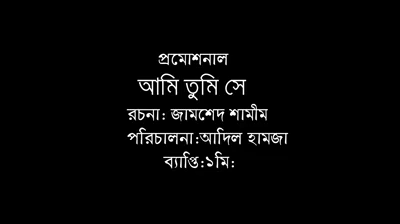 প্রমোশনাল
আমি তুমি সে
রচনা: জামশেদ শামীম
পরিচালনা:আদিল হামজা
ব্যাপ্তি:১মি: